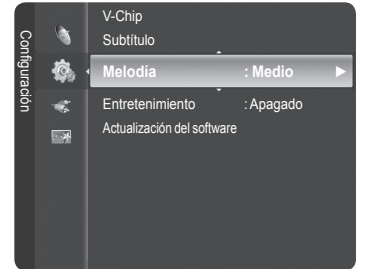 Configuración
V-Chip
Subtítulo
Melodía : Medio
Entretenimiento : Apagado
Actualización del software